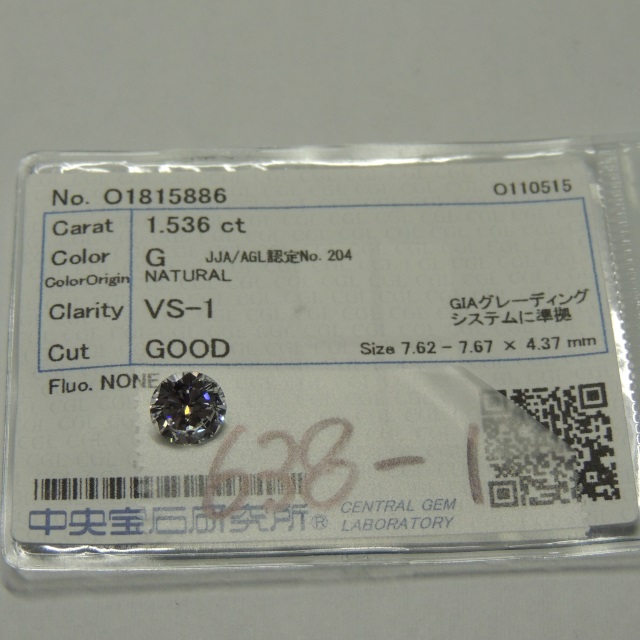 No. O1815886 O110515
Carat 1.536 ct
Color G JJA/AGL認定No. 204
ColorOrigin NATURAL
Clarity VS-1 GIAグレーディング
システムに準拠
Cut GOOD Size 7.62 - 7.67 × 4.37 mm
Fluo. NONE
638-1
中央宝石研究所® CENTRAL GEM
LABORATORY